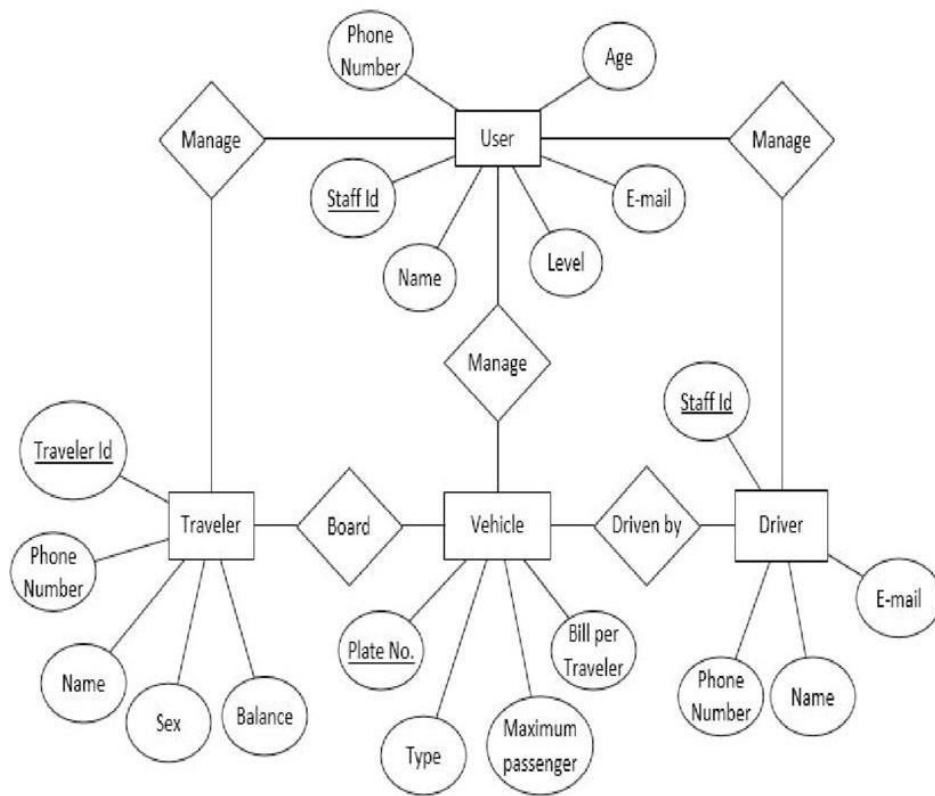 Phone
Number
Age
Manage
User
Manage
Staff Id
E-mail
Name
Level
Manage
Staff Id
Traveler Id
Traveler
Board
Vehicle
Driven by
Driver
Phone
Number
E-mail
Plate No.
Bill per
Traveler
Name
Sex
Balance
Phone
Number
Name
Type
Maximum
passenger